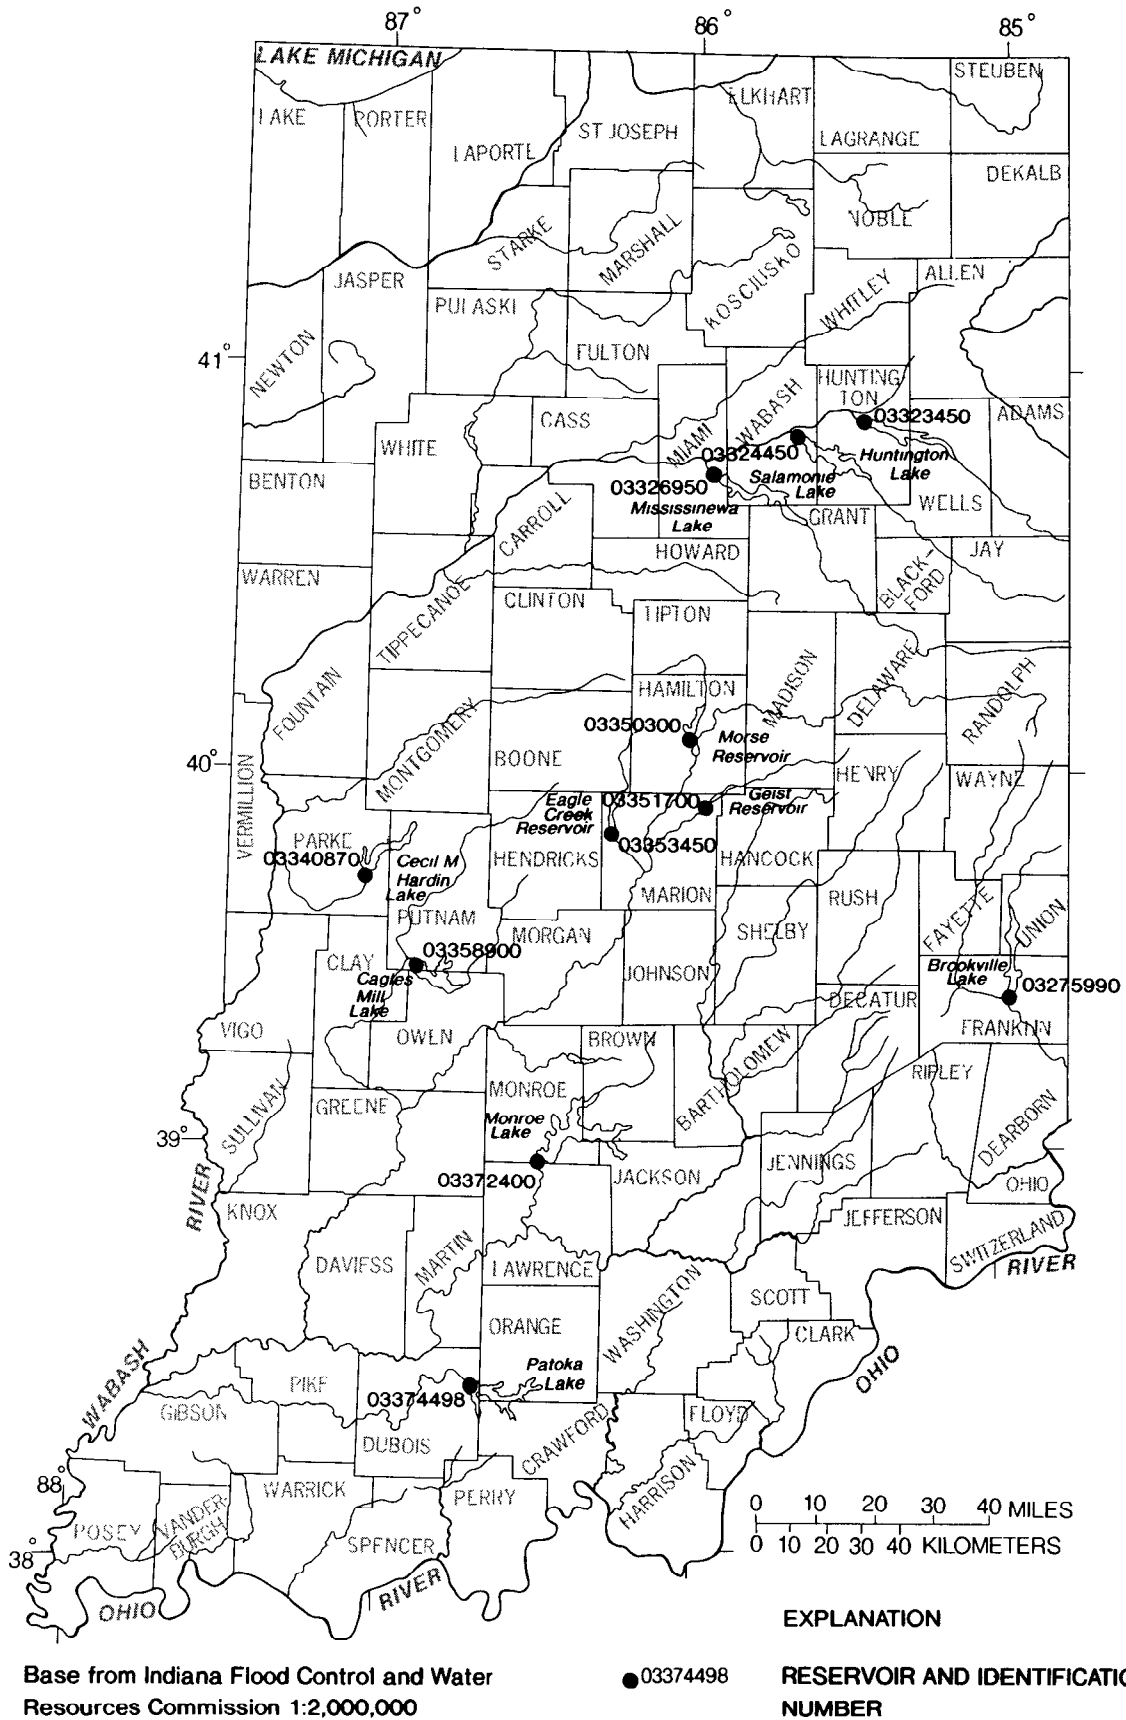 87° 86° 85°
LAKE MICHIGAN
STEUBEN
LAKE
PORTER
ELKHART
ST JOSEPH
LAGRANGE
LAPORTE
DEKALB
NOBLE
STARKE
MARSHALL
KOSCIUSKO
JASPER
ALLEN
WHITLEY
PULASKI
FULTON
41°
NEWTON
HUNTING-
TON
WABASH
03323450
ADAMS
CASS
WHITE
MIAMI
03324450
Huntington
Lake
BENTON
03326950
Salamonie
Lake
Mississinewa
Lake
WELLS
GRANT
CARROLL
HOWARD
JAY
WARREN
BLACK-
FORD
CLINTON
TIPTON
TIPPECANOE
FOUNTAIN
HAMILTON
MADISON
DELAWARE
RANDOLPH
MONTGOMERY
03350300
Morse
Reservoir
40°
BOONE
HENRY
WAYNE
VERMILLION
Eagle
Creek
Reservoir
03351700
Geist
Reservoir
PARKE
03340870
03353450
HENDRICKS
HANCOCK
Cecil M
Hardin
Lake
MARION
RUSH
PUTNAM
FAYETTE
UNION
MORGAN
SHELBY
03358900
CLAY
JOHNSON
Brookville
Lake
03275990
Cagles
Mill
Lake
DECATUR
VIGO
OWEN
BROWN
FRANKLIN
BARTHOLOMEW
RIPLEY
MONROE
SULLIVAN
GREENE
Monroe
Lake
DEARBORN
39°
03372400
JACKSON
JENNINGS
OHIO
RIVER
KNOX
JEFFERSON
SWITZERLAND
RIVER
DAVIESS
MARTIN
LAWRENCE
WASHINGTON
SCOTT
ORANGE
CLARK
Patoka
Lake
OHIO
WABASH
PIKE
03374498
GIBSON
FLOYD
DUBOIS
CRAWFORD
88°
WARRICK
PERRY
HARRISON
POSEY
VANDER-
BURGH
SPENCER
38°
RIVER
OHIO
0 10 20 30 40 MILES
0 10 20 30 40 KILOMETERS
EXPLANATION
Base from Indiana Flood Control and Water
Resources Commission 1:2,000,000
03374498
RESERVOIR AND IDENTIFICATIO
NUMBER